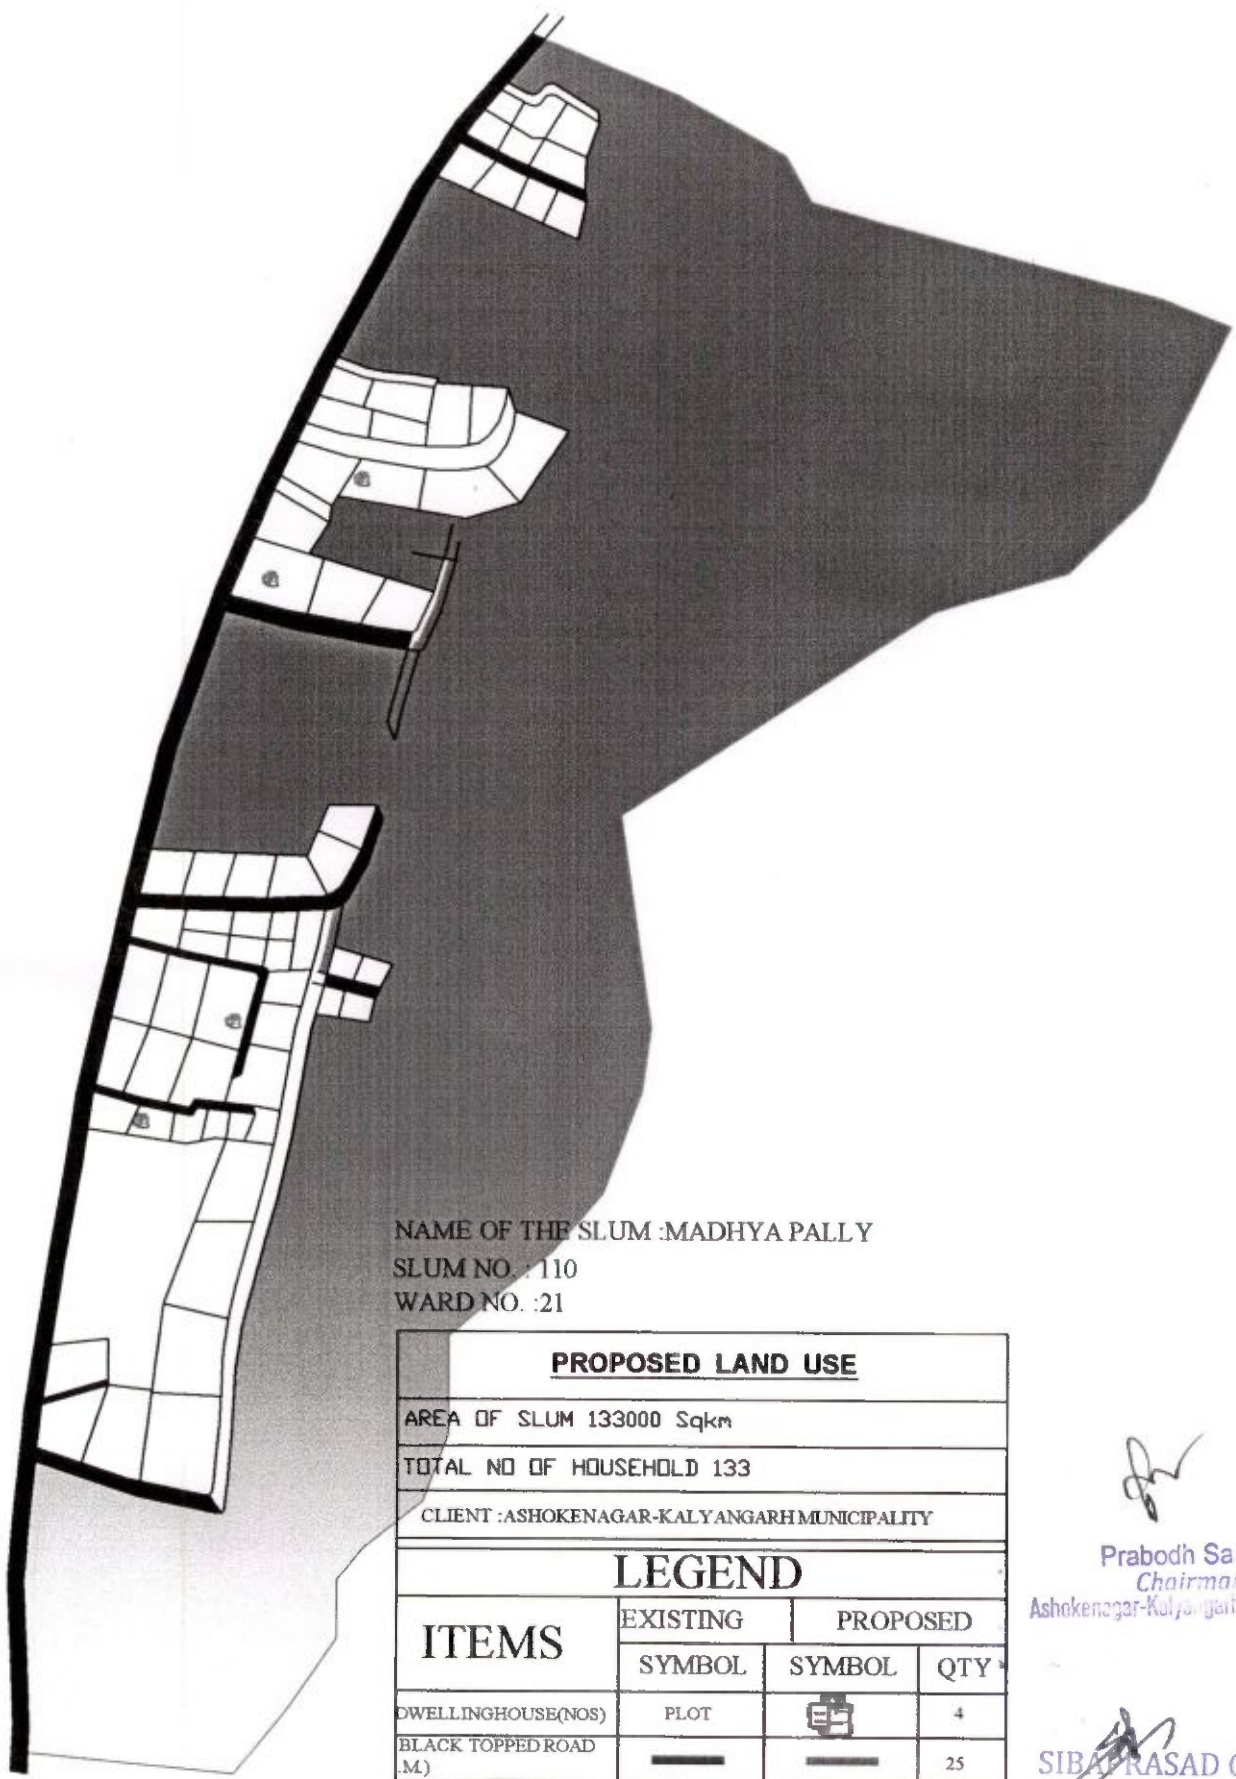 NAME OF THE SLUM :MADHYA PALLY
SLUM NO. : 110
WARD NO. :21
PROPOSED LAND USE
AREA OF SLUM 133000 Sqkm
TOTAL NO OF HOUSEHOLD 133
CLIENT :ASHOKENAGAR-KALYANGARH MUNICIPALITY
LEGEND
ITEMS EXISTING PROPOSED
SYMBOL SYMBOL QTY
DWELLINGHOUSE(NOS) PLOT 4
BLACK TOPPED ROAD
.M.) 25
Prabodh Sa
Chairma
Ashokenagar-Kalyangar
SIBAPRASAD